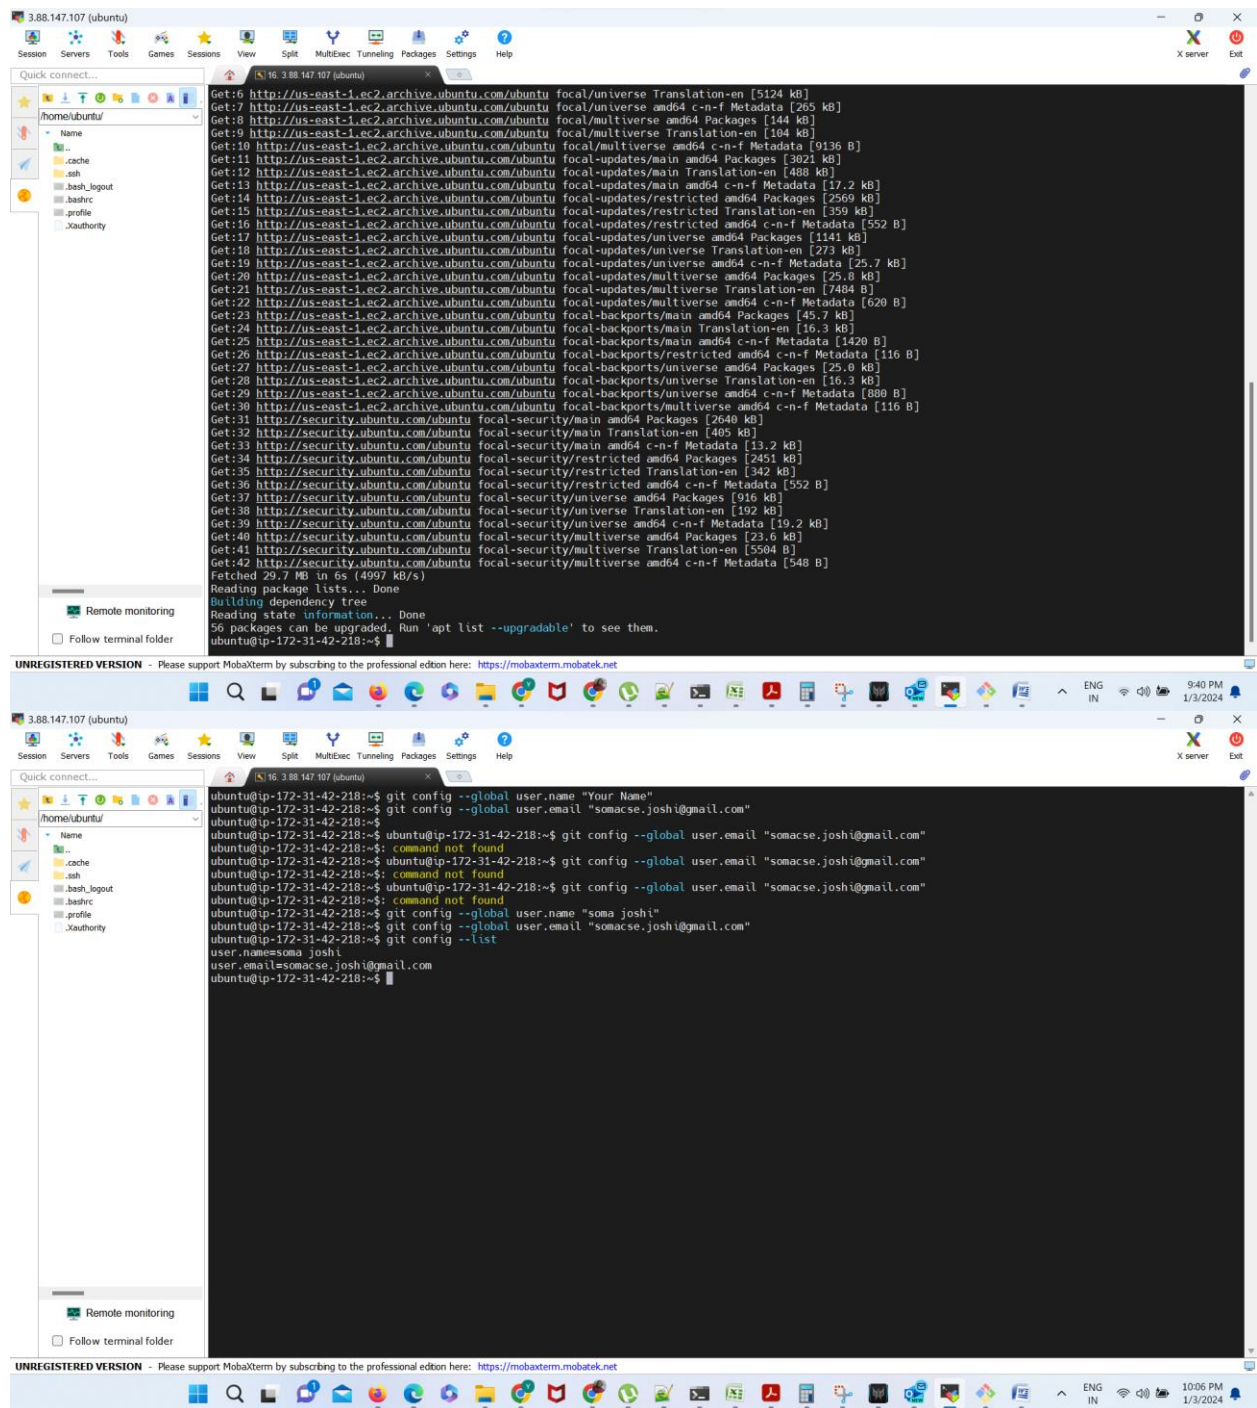 3.88.147.107 (ubuntu)
Session Servers Tools Games Sessions View Split MultiExec Tunneling Packages Settings Help X server Exit
Quick connect...
16. 3.88.147.107 (ubuntu)
/home/ubuntu/
Name
..
.cache
.ssh
.bash_logout
.bashrc
.profile
.Xauthority
Get:6 http://us-east-1.ec2.archive.ubuntu.com/ubuntu focal/universe Translation-en [5124 kB]
Get:7 http://us-east-1.ec2.archive.ubuntu.com/ubuntu focal/universe amd64 c-n-f Metadata [265 kB]
Get:8 http://us-east-1.ec2.archive.ubuntu.com/ubuntu focal/multiverse amd64 Packages [144 kB]
Get:9 http://us-east-1.ec2.archive.ubuntu.com/ubuntu focal/multiverse Translation-en [104 kB]
Get:10 http://us-east-1.ec2.archive.ubuntu.com/ubuntu focal/multiverse amd64 c-n-f Metadata [9136 B]
Get:11 http://us-east-1.ec2.archive.ubuntu.com/ubuntu focal-updates/main amd64 Packages [3021 kB]
Get:12 http://us-east-1.ec2.archive.ubuntu.com/ubuntu focal-updates/main Translation-en [488 kB]
Get:13 http://us-east-1.ec2.archive.ubuntu.com/ubuntu focal-updates/main amd64 c-n-f Metadata [17.2 kB]
Get:14 http://us-east-1.ec2.archive.ubuntu.com/ubuntu focal-updates/restricted amd64 Packages [2569 kB]
Get:15 http://us-east-1.ec2.archive.ubuntu.com/ubuntu focal-updates/restricted Translation-en [359 kB]
Get:16 http://us-east-1.ec2.archive.ubuntu.com/ubuntu focal-updates/restricted amd64 c-n-f Metadata [552 B]
Get:17 http://us-east-1.ec2.archive.ubuntu.com/ubuntu focal-updates/universe amd64 Packages [1141 kB]
Get:18 http://us-east-1.ec2.archive.ubuntu.com/ubuntu focal-updates/universe Translation-en [273 kB]
Get:19 http://us-east-1.ec2.archive.ubuntu.com/ubuntu focal-updates/universe amd64 c-n-f Metadata [25.7 kB]
Get:20 http://us-east-1.ec2.archive.ubuntu.com/ubuntu focal-updates/multiverse amd64 Packages [25.8 kB]
Get:21 http://us-east-1.ec2.archive.ubuntu.com/ubuntu focal-updates/multiverse Translation-en [7484 B]
Get:22 http://us-east-1.ec2.archive.ubuntu.com/ubuntu focal-updates/multiverse amd64 c-n-f Metadata [620 B]
Get:23 http://us-east-1.ec2.archive.ubuntu.com/ubuntu focal-backports/main amd64 Packages [45.7 kB]
Get:24 http://us-east-1.ec2.archive.ubuntu.com/ubuntu focal-backports/main Translation-en [16.3 kB]
Get:25 http://us-east-1.ec2.archive.ubuntu.com/ubuntu focal-backports/main amd64 c-n-f Metadata [1420 B]
Get:26 http://us-east-1.ec2.archive.ubuntu.com/ubuntu focal-backports/restricted amd64 c-n-f Metadata [116 B]
Get:27 http://us-east-1.ec2.archive.ubuntu.com/ubuntu focal-backports/universe amd64 Packages [25.0 kB]
Get:28 http://us-east-1.ec2.archive.ubuntu.com/ubuntu focal-backports/universe Translation-en [16.3 kB]
Get:29 http://us-east-1.ec2.archive.ubuntu.com/ubuntu focal-backports/universe amd64 c-n-f Metadata [880 B]
Get:30 http://us-east-1.ec2.archive.ubuntu.com/ubuntu focal-backports/multiverse amd64 c-n-f Metadata [116 B]
Get:31 http://security.ubuntu.com/ubuntu focal-security/main amd64 Packages [2640 kB]
Get:32 http://security.ubuntu.com/ubuntu focal-security/main Translation-en [405 kB]
Get:33 http://security.ubuntu.com/ubuntu focal-security/main amd64 c-n-f Metadata [13.2 kB]
Get:34 http://security.ubuntu.com/ubuntu focal-security/restricted amd64 Packages [2451 kB]
Get:35 http://security.ubuntu.com/ubuntu focal-security/restricted Translation-en [342 kB]
Get:36 http://security.ubuntu.com/ubuntu focal-security/restricted amd64 c-n-f Metadata [552 B]
Get:37 http://security.ubuntu.com/ubuntu focal-security/universe amd64 Packages [916 kB]
Get:38 http://security.ubuntu.com/ubuntu focal-security/universe Translation-en [192 kB]
Get:39 http://security.ubuntu.com/ubuntu focal-security/universe amd64 c-n-f Metadata [19.2 kB]
Get:40 http://security.ubuntu.com/ubuntu focal-security/multiverse amd64 Packages [23.6 kB]
Get:41 http://security.ubuntu.com/ubuntu focal-security/multiverse Translation-en [5504 B]
Get:42 http://security.ubuntu.com/ubuntu focal-security/multiverse amd64 c-n-f Metadata [548 B]
Fetched 29.7 MB in 6s (4997 kB/s)
Reading package lists... Done
Building dependency tree
Reading state information... Done
56 packages can be upgraded. Run 'apt list --upgradable' to see them.
ubuntu@ip-172-31-42-218:~$
Remote monitoring
Follow terminal folder
UNREGISTERED VERSION - Please support MobaXterm by subscribing to the professional edition here: https://mobaxterm.mobatek.net
ENG IN
9:40 PM
1/3/2024
3.88.147.107 (ubuntu)
Session Servers Tools Games Sessions View Split MultiExec Tunneling Packages Settings Help X server Exit
Quick connect...
16. 3.88.147.107 (ubuntu)
/home/ubuntu/
Name
..
.cache
.ssh
.bash_logout
.bashrc
.profile
.Xauthority
ubuntu@ip-172-31-42-218:~$ git config --global user.name "Your Name"
ubuntu@ip-172-31-42-218:~$ git config --global user.email "somacse.joshi@gmail.com"
ubuntu@ip-172-31-42-218:~$
ubuntu@ip-172-31-42-218:~$ ubuntu@ip-172-31-42-218:~$ git config --global user.email "somacse.joshi@gmail.com"
ubuntu@ip-172-31-42-218:~$: command not found
ubuntu@ip-172-31-42-218:~$ ubuntu@ip-172-31-42-218:~$ git config --global user.email "somacse.joshi@gmail.com"
ubuntu@ip-172-31-42-218:~$: command not found
ubuntu@ip-172-31-42-218:~$ ubuntu@ip-172-31-42-218:~$ git config --global user.email "somacse.joshi@gmail.com"
ubuntu@ip-172-31-42-218:~$: command not found
ubuntu@ip-172-31-42-218:~$ git config --global user.name "soma joshi"
ubuntu@ip-172-31-42-218:~$ git config --global user.email "somacse.joshi@gmail.com"
ubuntu@ip-172-31-42-218:~$ git config --list
user.name=soma joshi
user.email=somacse.joshi@gmail.com
ubuntu@ip-172-31-42-218:~$
Remote monitoring
Follow terminal folder
UNREGISTERED VERSION - Please support MobaXterm by subscribing to the professional edition here: https://mobaxterm.mobatek.net
ENG IN
10:06 PM
1/3/2024